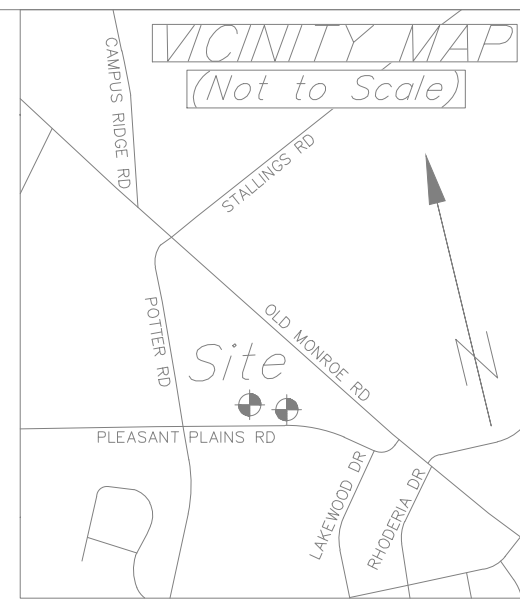 VICINITY MAP
(Not to Scale)
CAMPUS RIDGE RD
STALLINGS RD
POTTER RD
OLD MONROE RD
Site
N
PLEASANT PLAINS RD
LAKEWOOD DR
RHODERIA DR